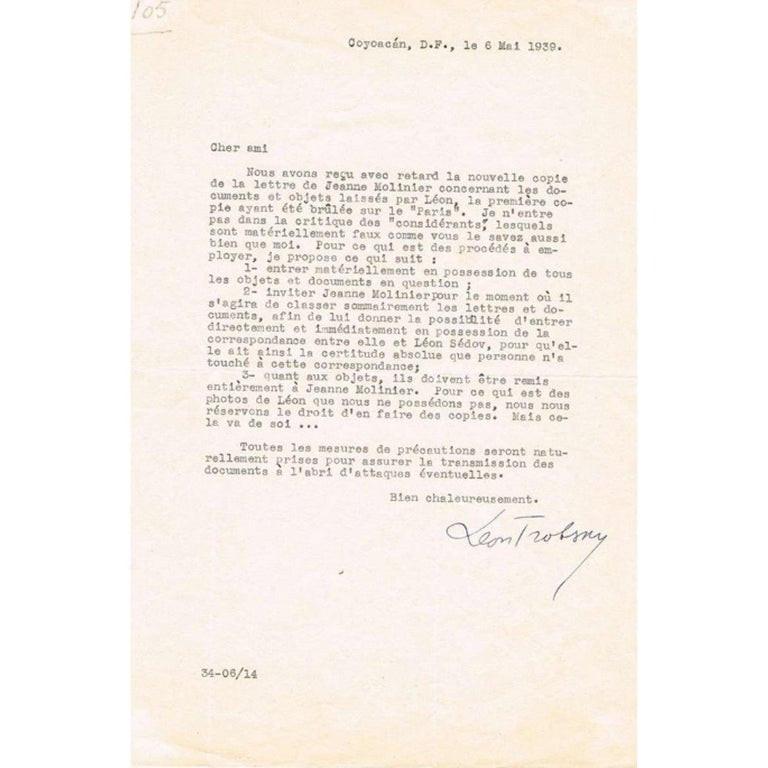 105
Coyoacán, D.F., le 6 Mai 1939.
Cher ami
Nous avons reçu avec retard la nouvelle copie
de la lettre de Jeanne Molinier concernant les do-
cuments et objets laissés par Léon, la première co-
pie ayant été brûlée sur le "Paris". Je n'entre
pas dans la critique des "considérants", lesquels
sont matériellement faux comme vous le savez aussi
bien que moi. Pour ce qui est des procédés à em-
ployer, je propose ce qui suit :
1- entrer matériellement en possession de tous
les objets et documents en question ;
2- inviter Jeanne Molinierpour le moment où il
s'agira de classer sommairement les lettres et do-
cuments, afin de lui donner la possibilité d'entrer
directement et immédiatement en possession de la
correspondance entre elle et Léon Sédov, pour qu'el-
le ait ainsi la certitude absolue que personne n'a
touché à cette correspondance;
3- quant aux objets, ils doivent être remis
entièrement à Jeanne Molinier. Pour ce qui est des
photos de Léon que nous ne possédons pas, nous nous
réservons le droit d'en faire des copies. Mais ce-
la va de soi ...
Toutes les mesures de précautions seront natu-
rellement prises pour assurer la transmission des
documents à l'abri d'attaques éventuelles.
Bien chaleureusement.
Leon Trotsky
34-06/14